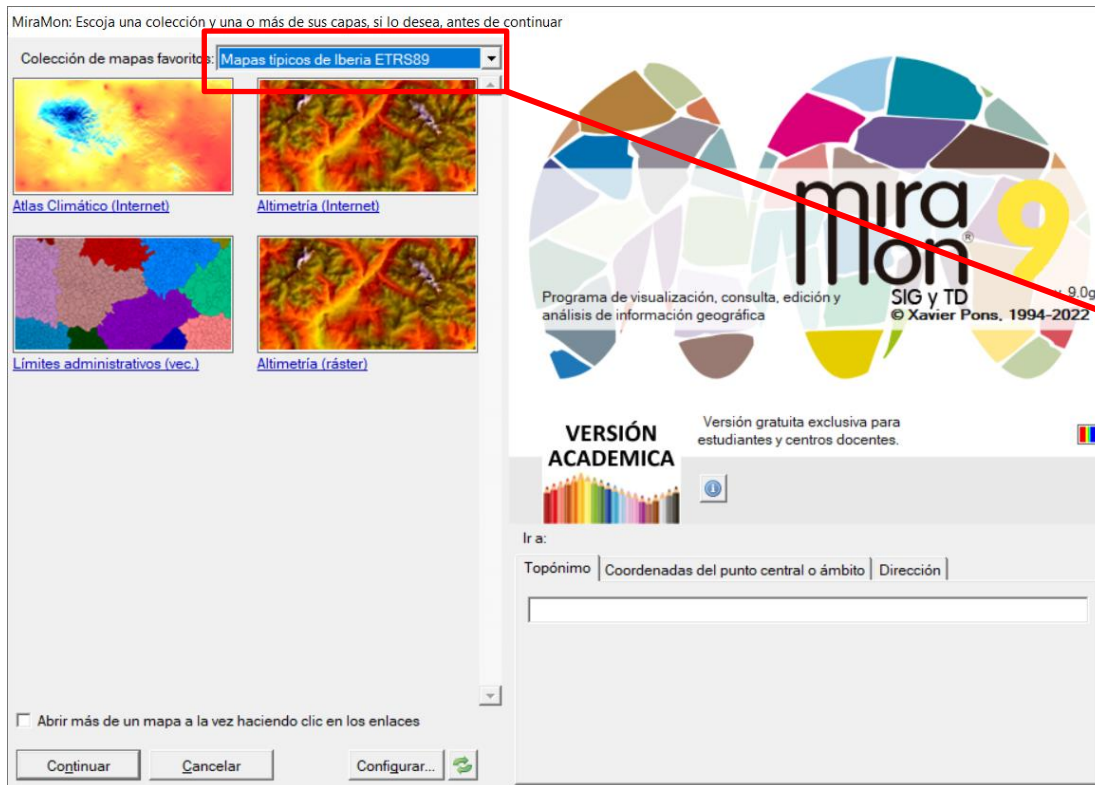 MiraMon: Escoja una colección y una o más de sus capas, si lo desea, antes de continuar
Colección de mapas favoritos: Mapas típicos de Iberia ETRS89
Atlas Climático (Internet)
Altimetría (Internet)
Límites administrativos (vec.)
Altimetría (ráster)
Abrir más de un mapa a la vez haciendo clic en los enlaces
Continuar
Cancelar
Configurar...
mira
Mon® 9
Programa de visualización, consulta, edición y
análisis de información geográfica
SIG y TD
v. 9.0g
© Xavier Pons, 1994-2022
VERSIÓN
ACADEMICA
Versión gratuita exclusiva para
estudiantes y centros docentes.
Ir a:
Topónimo
Coordenadas del punto central o ámbito
Dirección